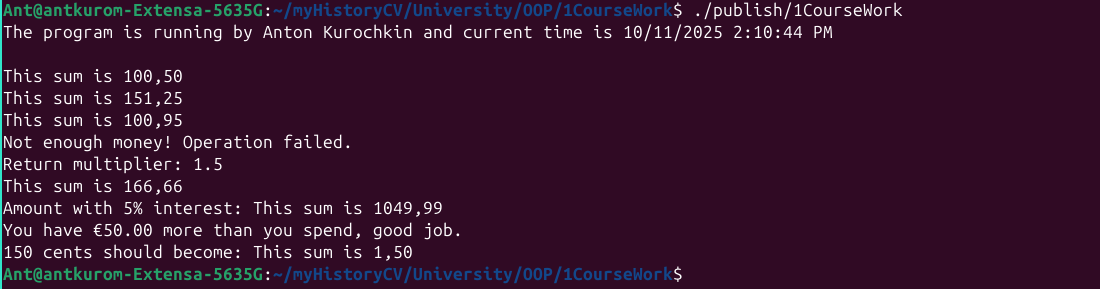 Ant@antkurom-Extensa-5635G:~/myHistoryCV/University/OOP/1CourseWork$ ./publish/1CourseWork
The program is running by Anton Kurochkin and current time is 10/11/2025 2:10:44 PM
This sum is 100,50
This sum is 151,25
This sum is 100,95
Not enough money! Operation failed.
Return multiplier: 1.5
This sum is 166,66
Amount with 5% interest: This sum is 1049,99
You have €50.00 more than you spend, good job.
150 cents should become: This sum is 1,50
Ant@antkurom-Extensa-5635G:~/myHistoryCV/University/OOP/1CourseWork$